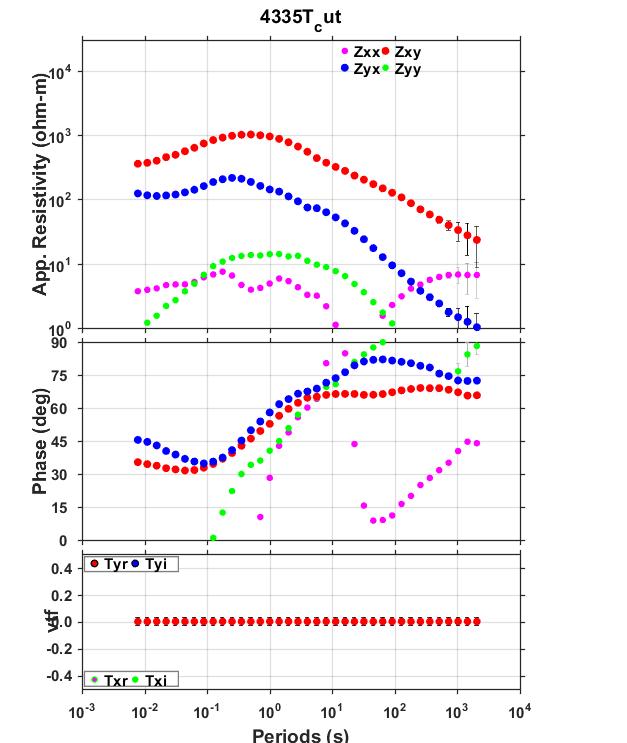 4335T_cut
Zxx Zxy
Zyx Zyy
App. Resistivity (ohm-m)
10^4
10^3
10^2
10^1
10^0
Phase (deg)
90
75
60
45
30
15
0
Tyr Tyi
vtf
0.4
0.2
0.0
-0.2
-0.4
Txr Txi
10^-3 10^-2 10^-1 10^0 10^1 10^2 10^3 10^4
Periods (s)